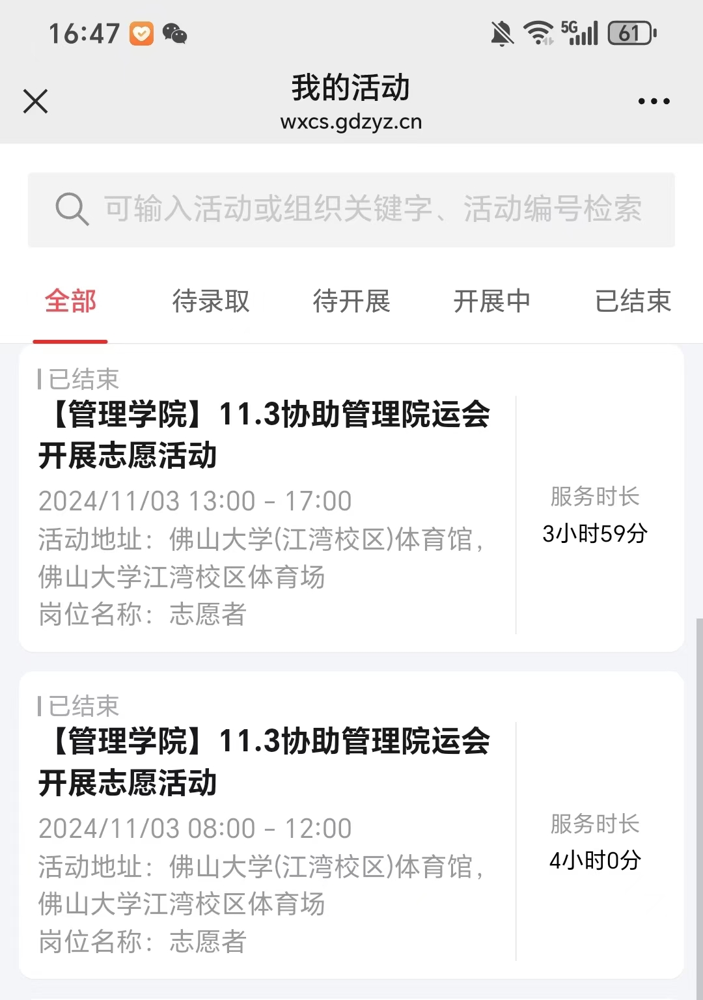 16:47 5G 61
我的活动
wxcs.gdzyz.cn
可输入活动或组织关键字、活动编号检索
全部 待录取 待开展 开展中 已结束
已结束
【管理学院】11.3协助管理院运会
开展志愿活动
2024/11/03 13:00 - 17:00
活动地址：佛山大学(江湾校区)体育馆，
佛山大学江湾校区体育场
岗位名称：志愿者
服务时长
3小时59分
已结束
【管理学院】11.3协助管理院运会
开展志愿活动
2024/11/03 08:00 - 12:00
活动地址：佛山大学(江湾校区)体育馆，
佛山大学江湾校区体育场
岗位名称：志愿者
服务时长
4小时0分